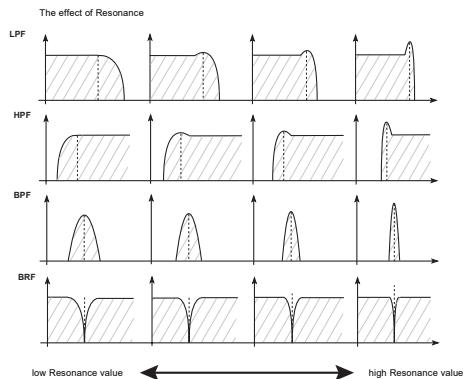 The effect of Resonance
LPF
HPF
BPF
BRF
low Resonance value
high Resonance value